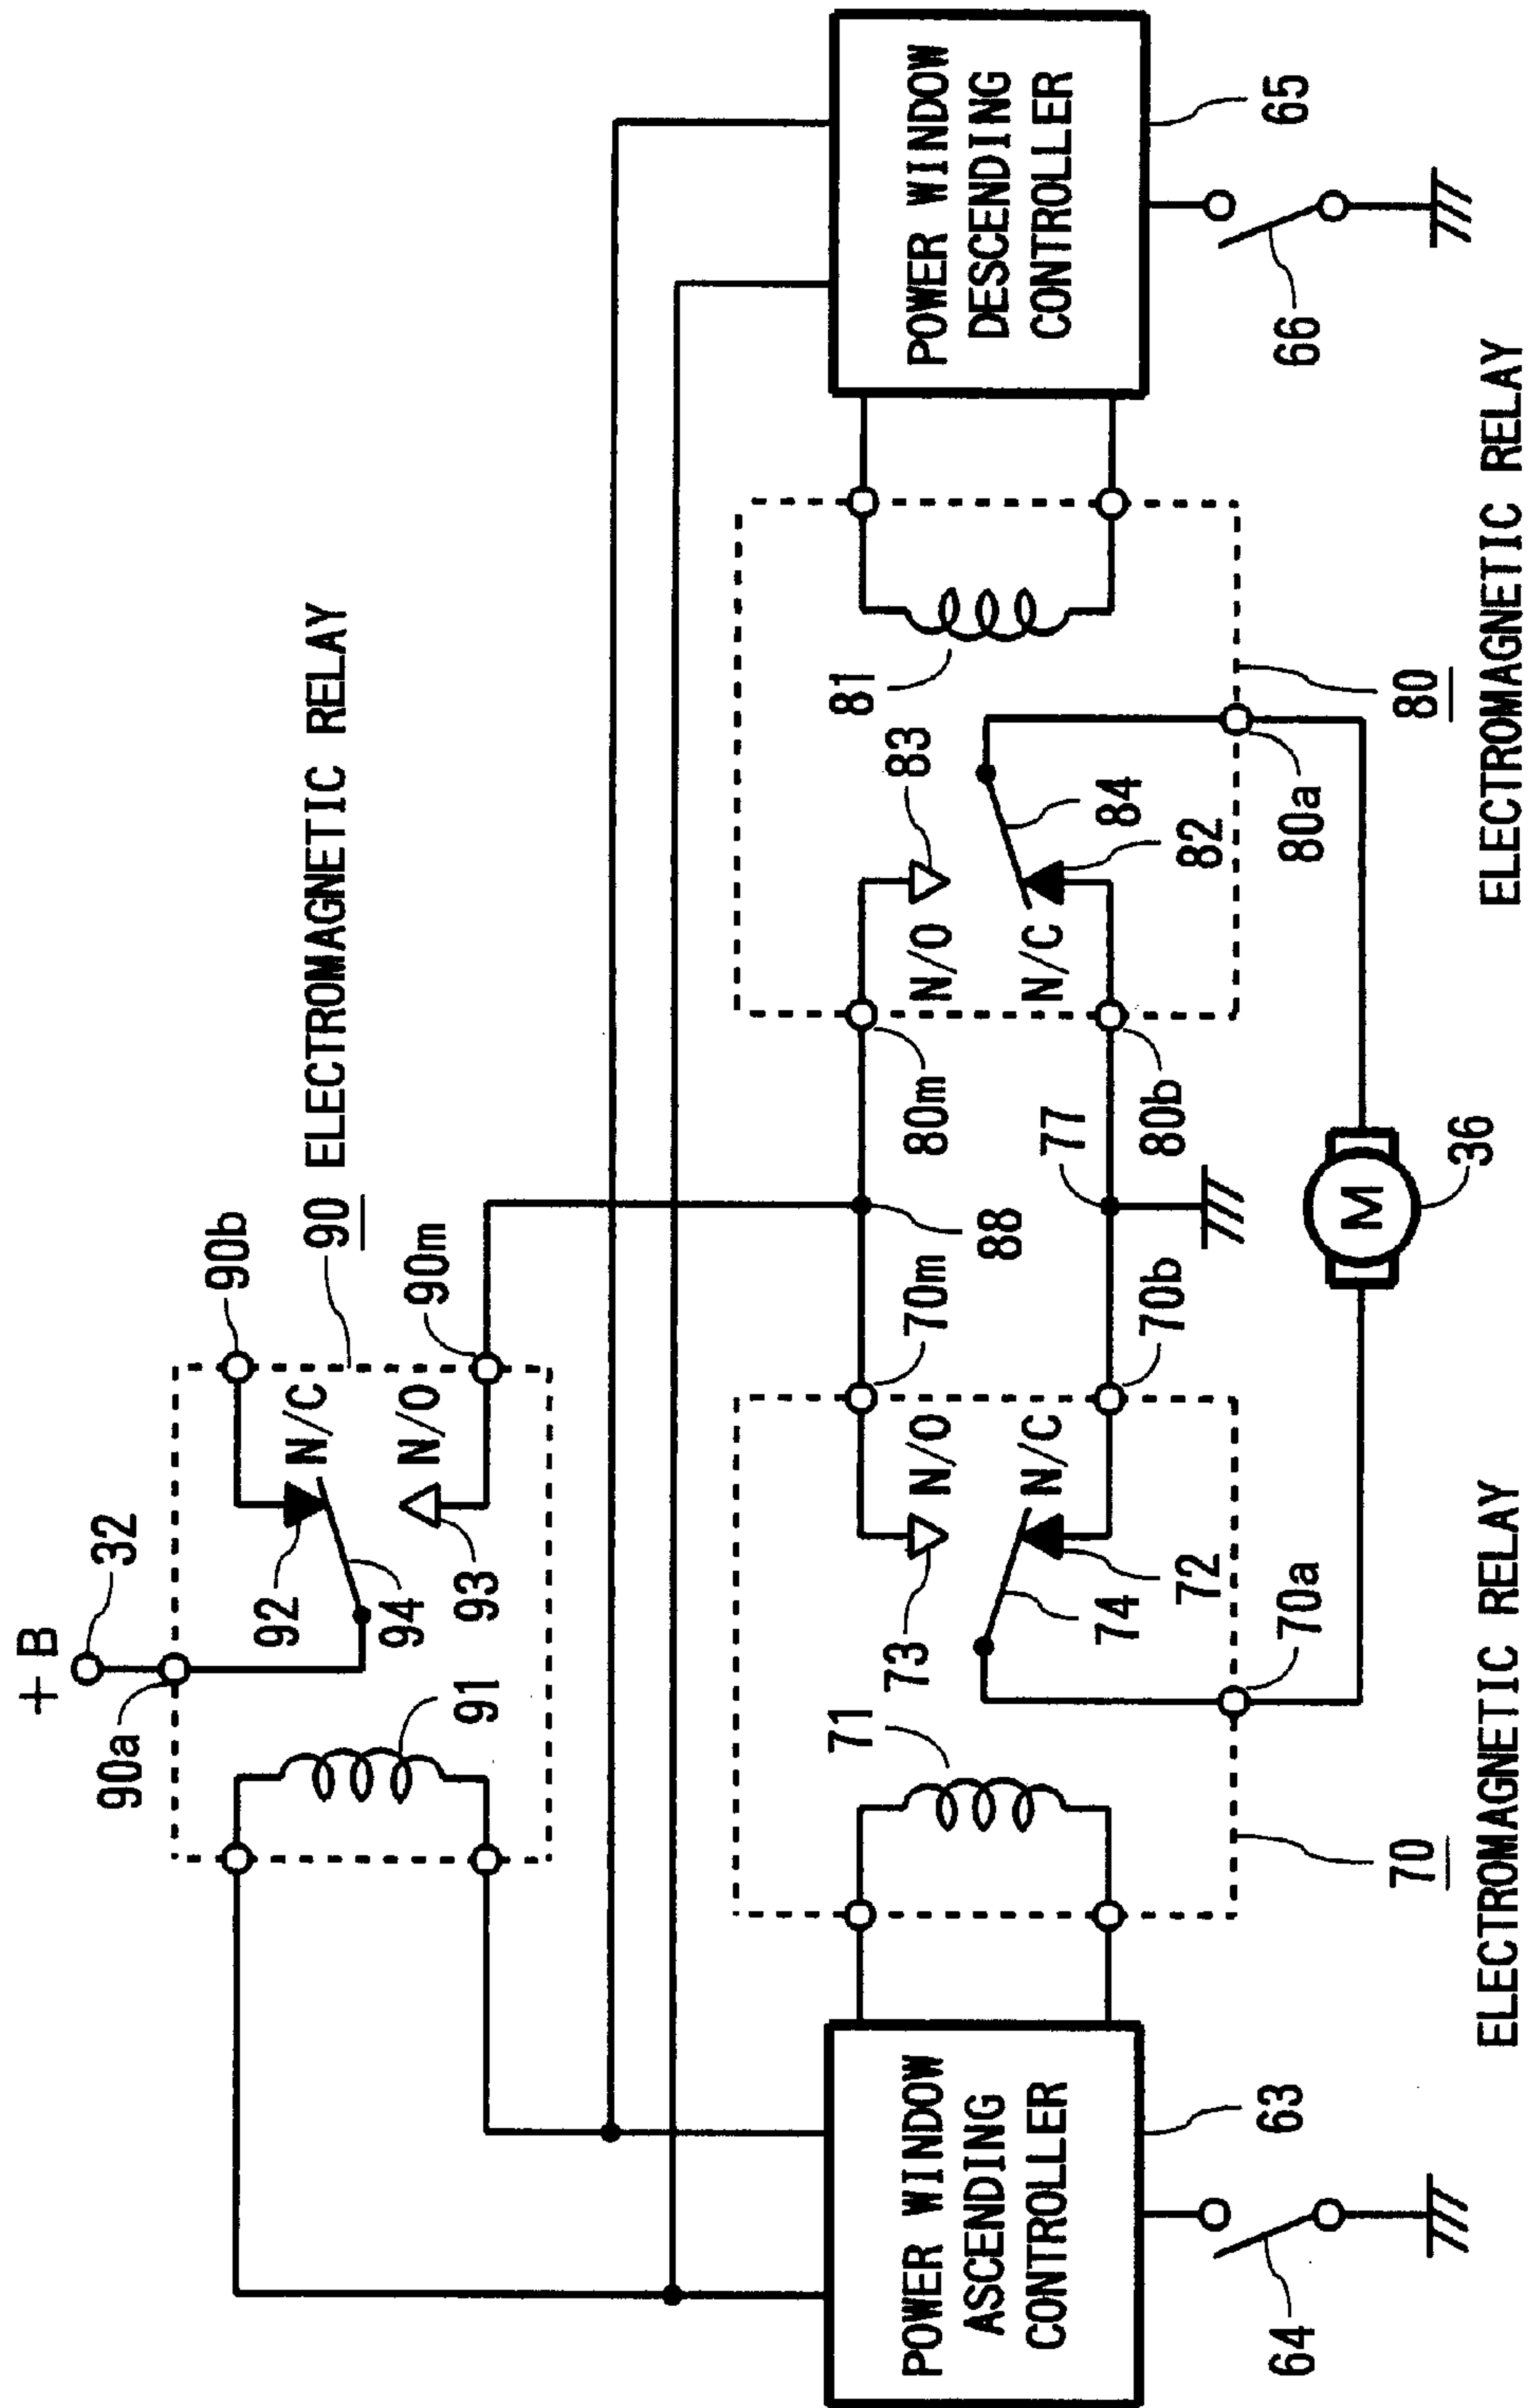 +B
32
90a
91
92
94
93
N/C
N/O
90b
90m
90 ELECTROMAGNETIC RELAY
POWER WINDOW
ASCENDING
CONTROLLER
63
64
71
73
74
72
N/O
N/C
70a
70m
70b
70
ELECTROMAGNETIC RELAY
88
77
36
M
80m
80b
N/O
N/C
83
84
82
81
80a
80
ELECTROMAGNETIC RELAY
POWER WINDOW
DESCENDING
CONTROLLER
65
66